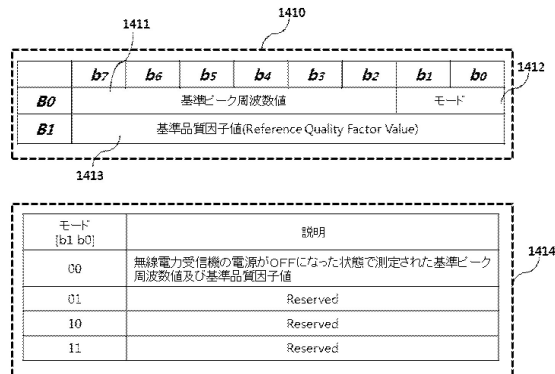 1410
1411
b7 b6 b5 b4 b3 b2 b1 b0
B0 基準ピーク周波数値 モード
1412
B1 基準品質因子値(Reference Quality Factor Value)
1413
モード
[b1 b0]
説明
1414
00 無線電力受信機の電源がOFFになった状態で測定された基準ピーク
周波数値及び基準品質因子値
01 Reserved
10 Reserved
11 Reserved